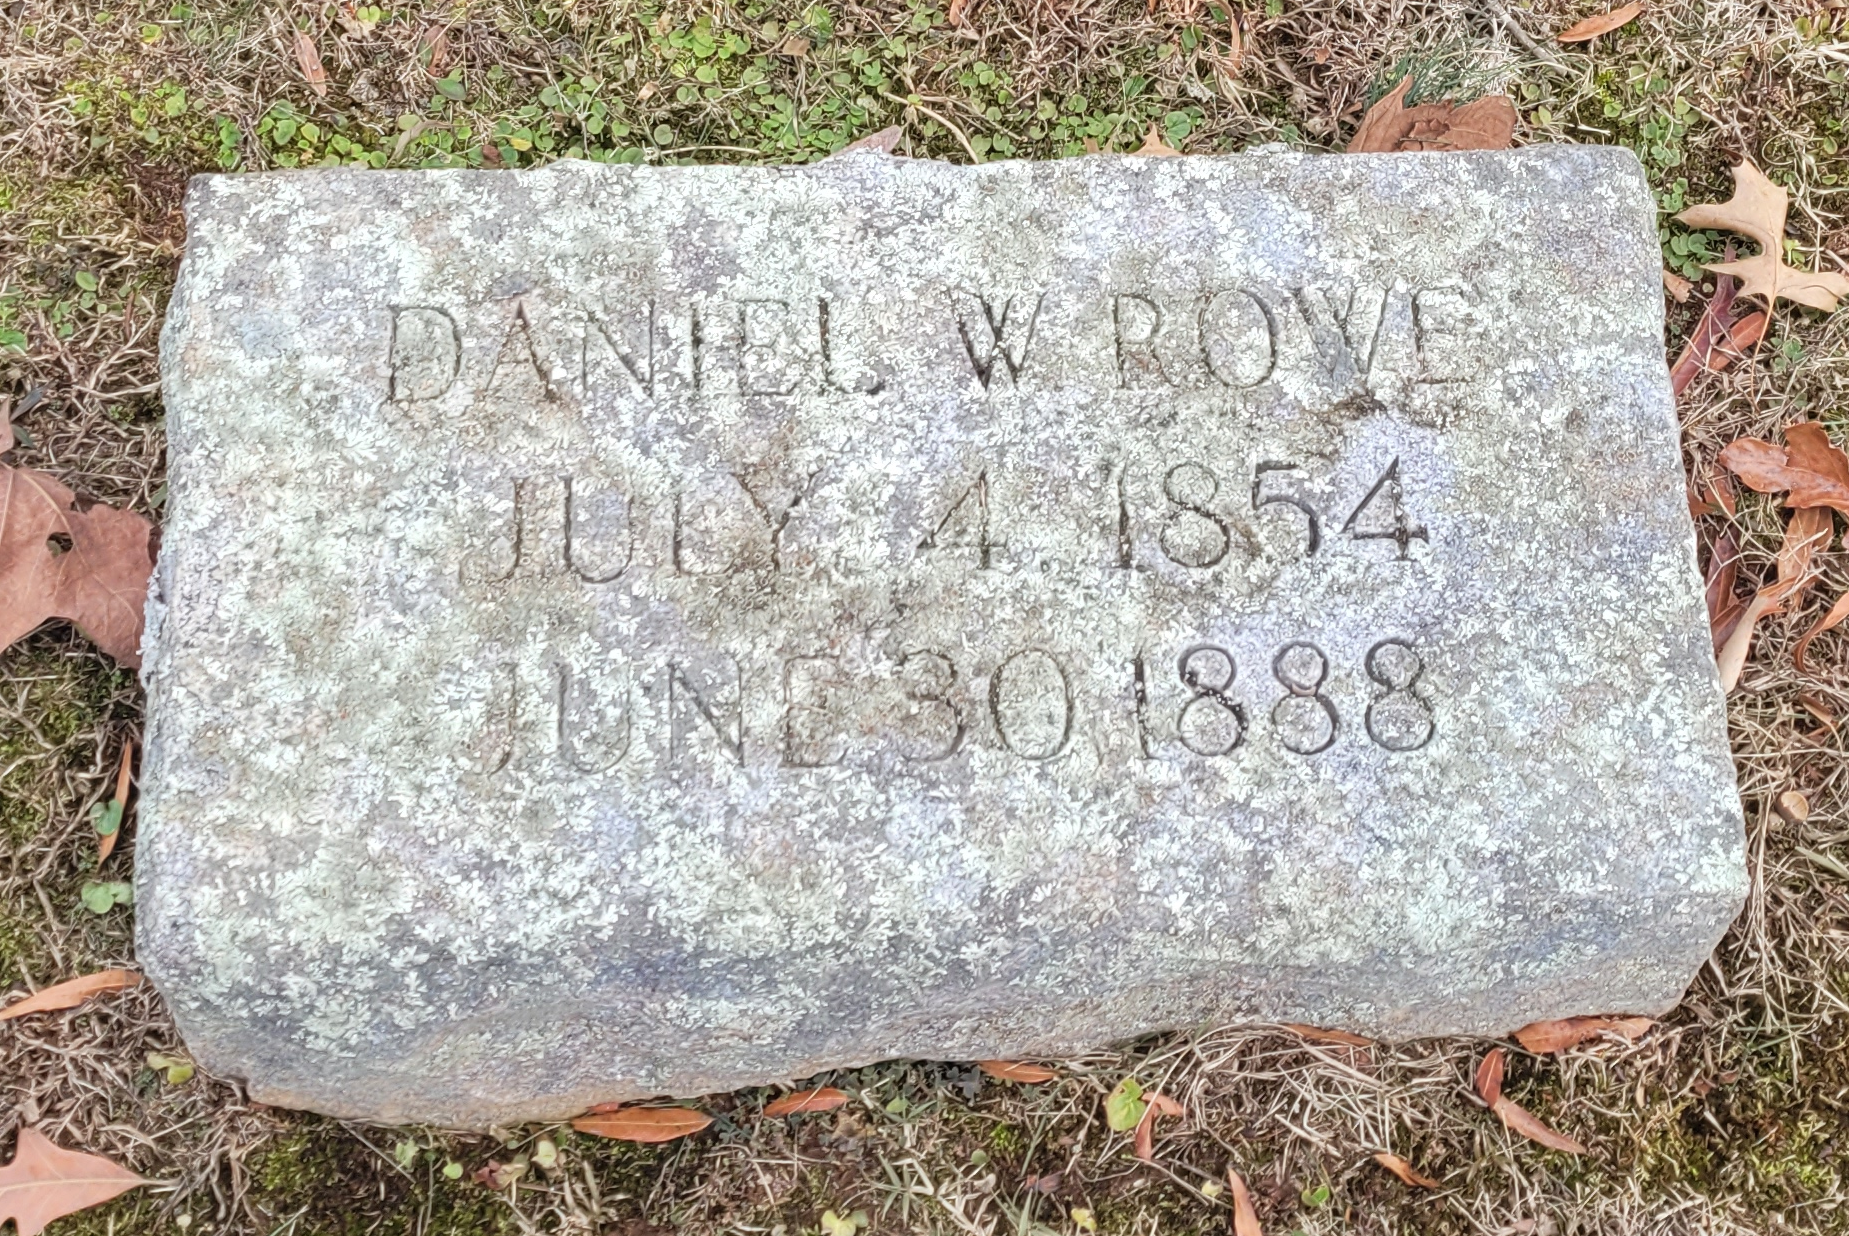 DANIEL W ROWE
JULY 4 1854
JUNE 30, 1888